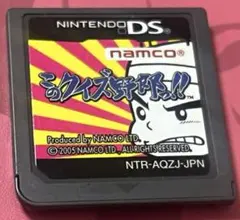 NINTENDO DS
namco®
このクイズ野郎っ!!
Produced by NAMCO LTD.
© 2005 NAMCO LTD., ALL RIGHTS RESERVED.
NTR-AQZJ-JPN